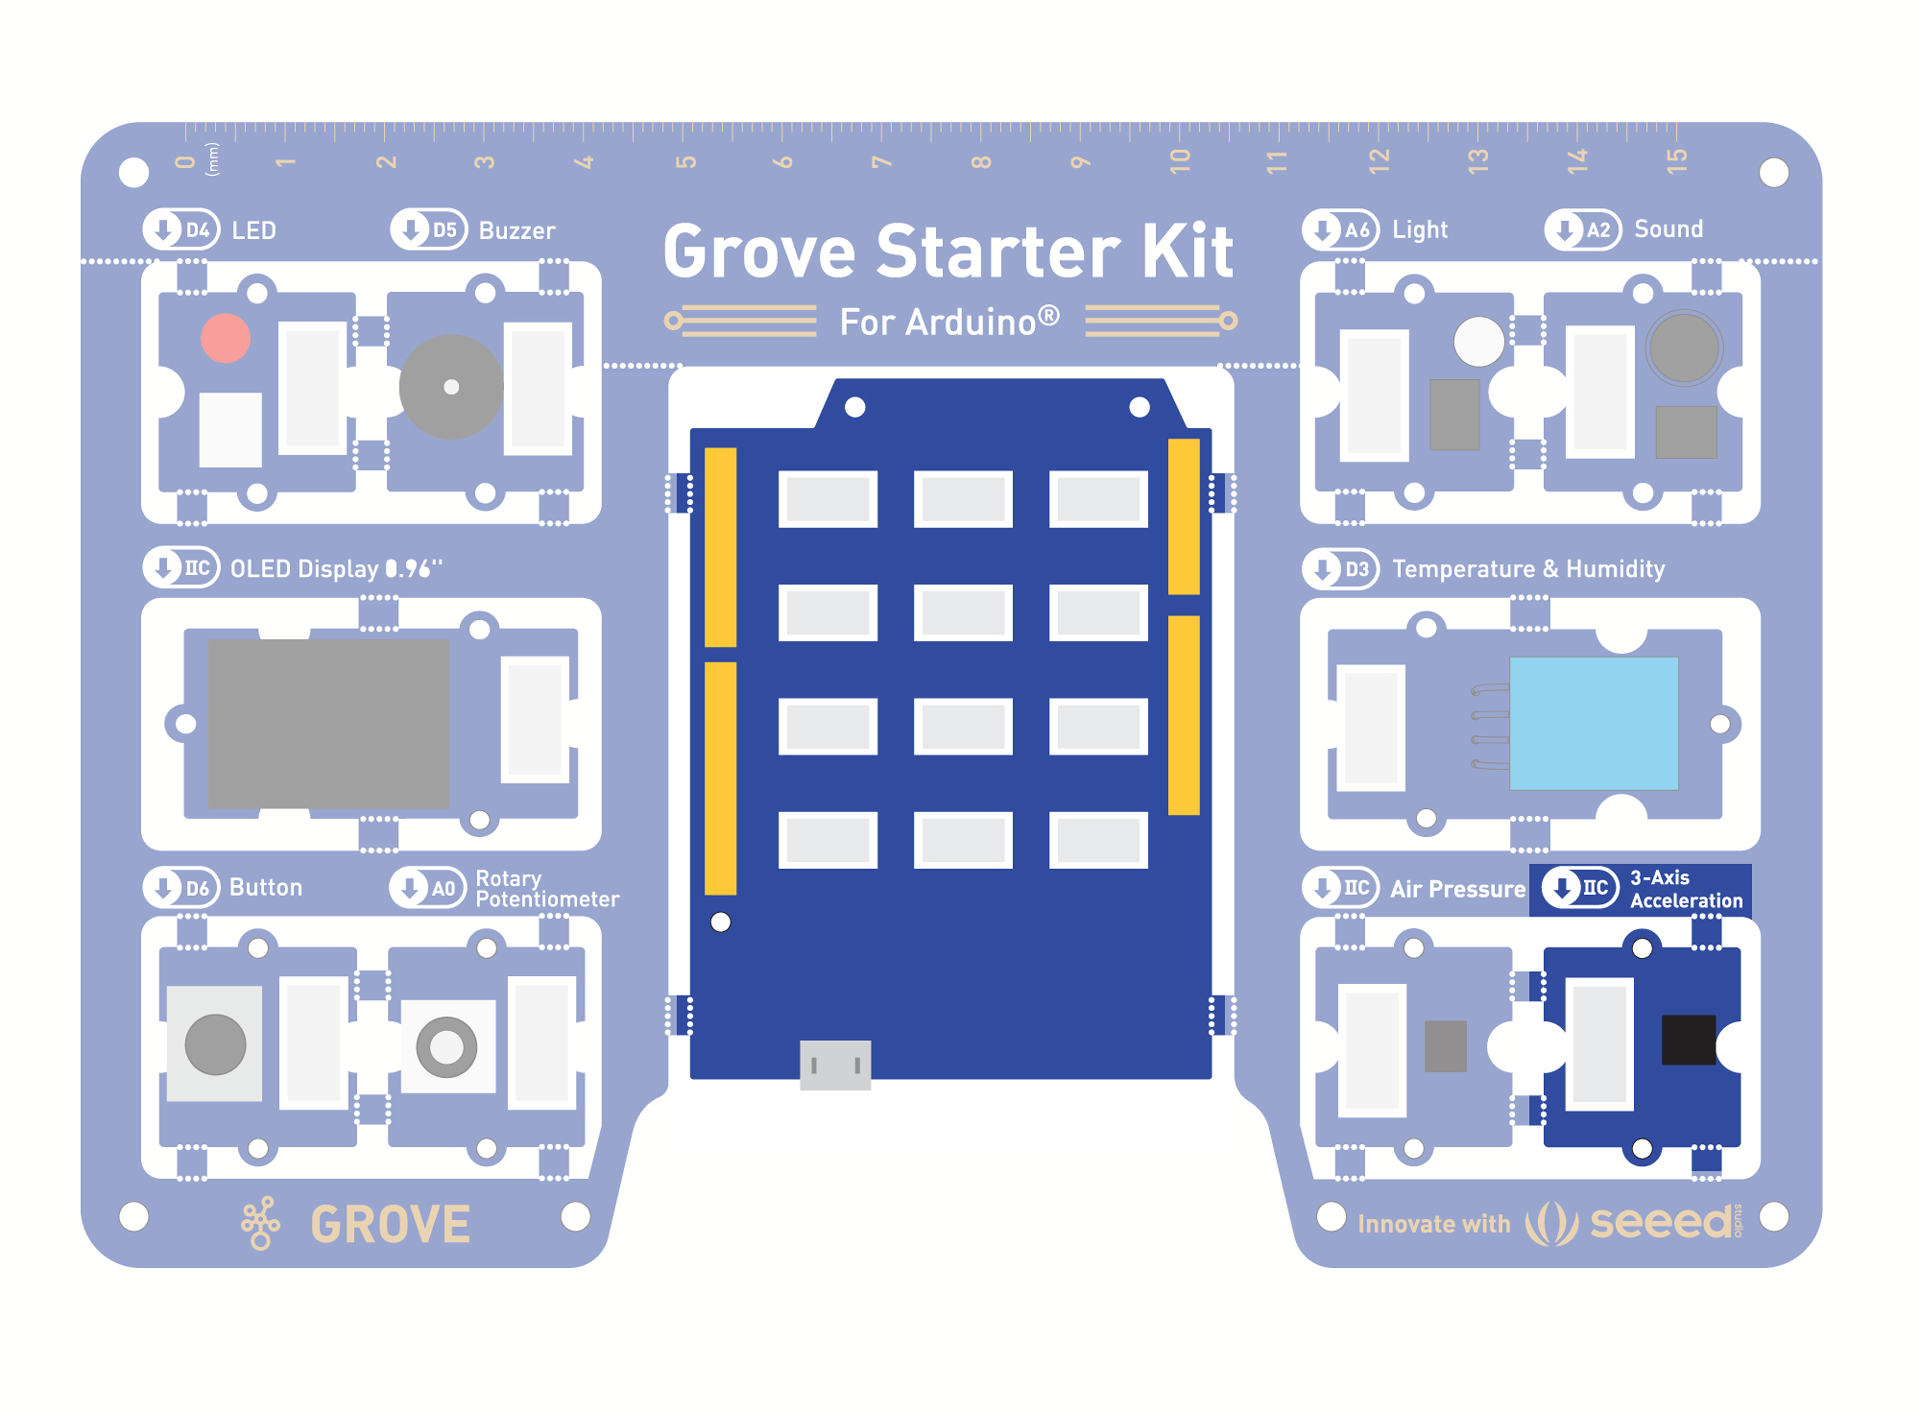 0 (mm) 1 2 3 4 5 6 7 8 9 10 11 12 13 14 15
D4 LED
D5 Buzzer
Grove Starter Kit
For Arduino®
A6 Light
A2 Sound
IIC OLED Display 0.96''
D3 Temperature & Humidity
D6 Button
A0 Rotary
Potentiometer
IIC Air Pressure
IIC 3-Axis
Acceleration
GROVE
Innovate with seeed studio